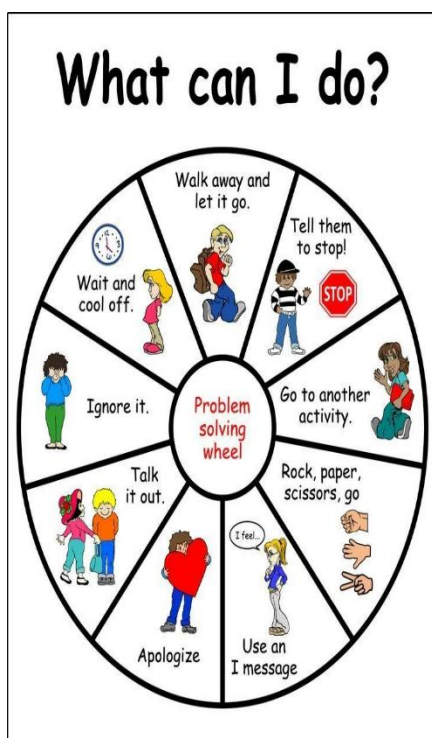 What can I do?
Walk away and
let it go.
Tell them
to stop!
STOP
Go to another
activity.
Rock, paper,
scissors, go
I feel...
Use an
I message
Apologize
Talk
it out.
Ignore it.
Wait and
cool off.
Problem
solving
wheel